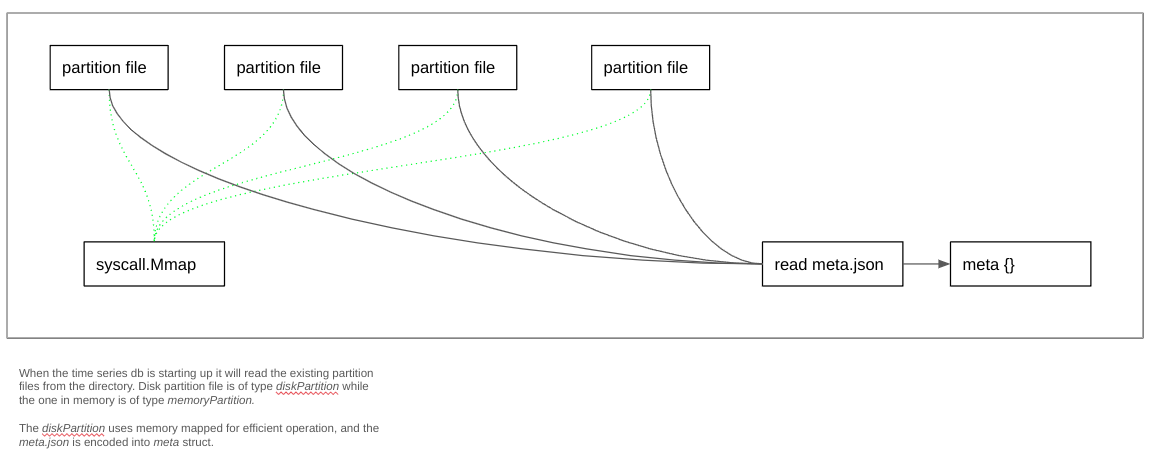 partition file
partition file
partition file
partition file
syscall.Mmap
read meta.json
meta {}
When the time series db is starting up it will read the existing partition
files from the directory. Disk partition file is of type diskPartition while
the one in memory is of type memoryPartition.
The diskPartition uses memory mapped for efficient operation, and the
meta.json is encoded into meta struct.